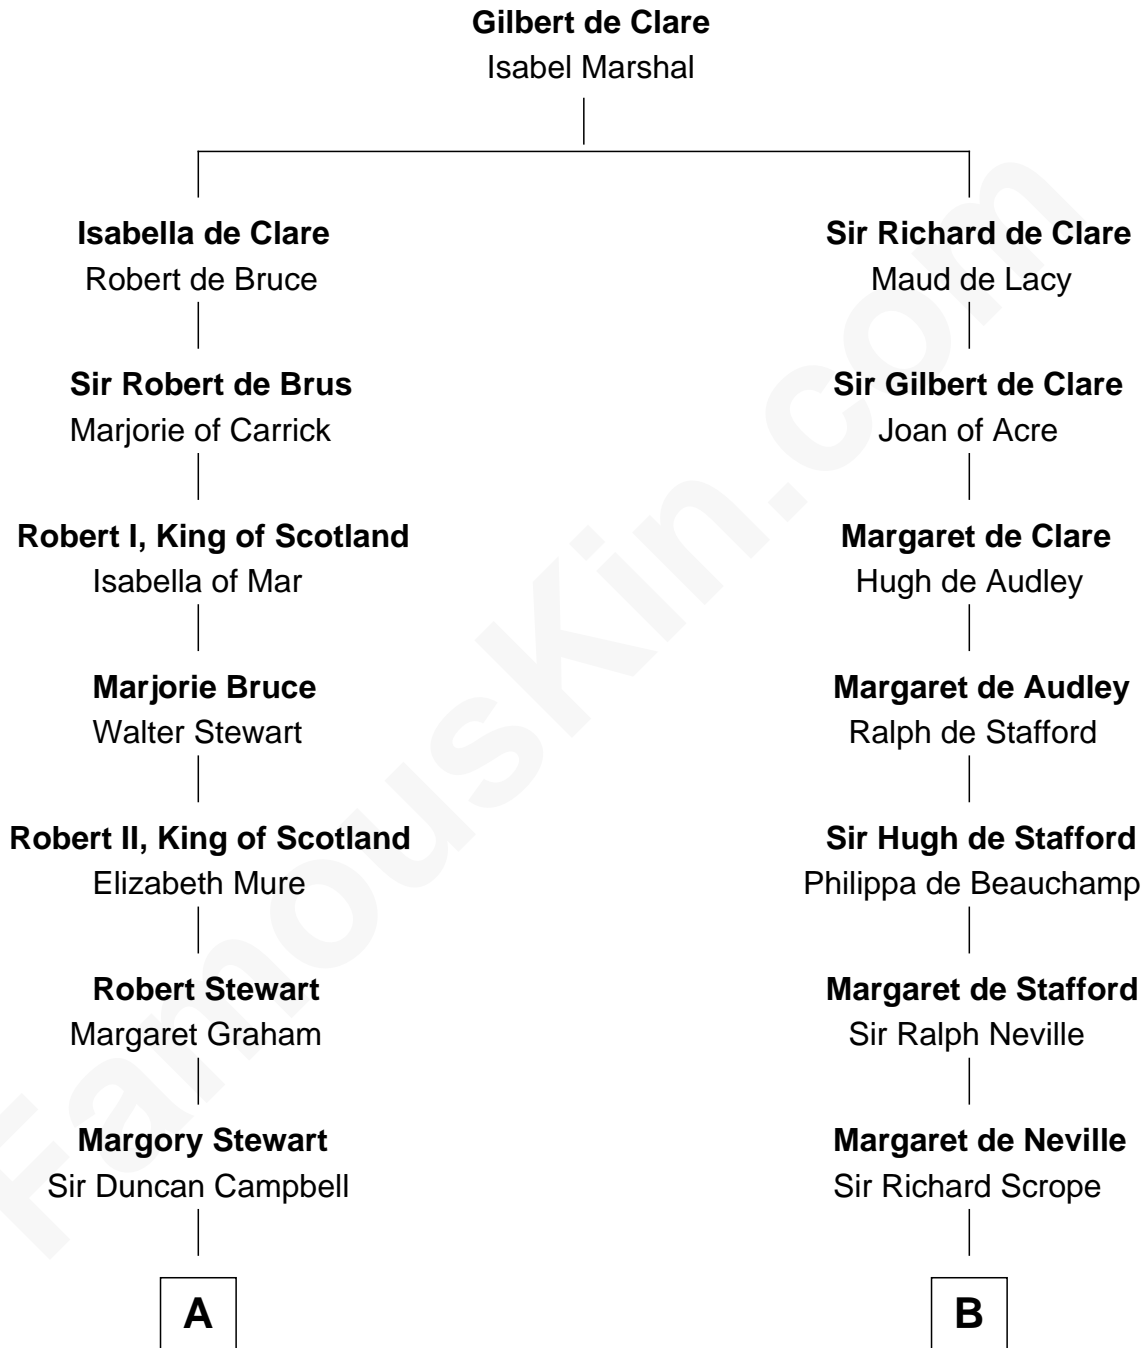 Gilbert de Clare
Isabel Marshal
Isabella de Clare
Robert de Bruce
Sir Richard de Clare
Maud de Lacy
Sir Robert de Brus
Marjorie of Carrick
Sir Gilbert de Clare
Joan of Acre
Robert I, King of Scotland
Isabella of Mar
Margaret de Clare
Hugh de Audley
Marjorie Bruce
Walter Stewart
Margaret de Audley
Ralph de Stafford
Robert II, King of Scotland
Elizabeth Mure
Sir Hugh de Stafford
Philippa de Beauchamp
Robert Stewart
Margaret Graham
Margaret de Stafford
Sir Ralph Neville
Margory Stewart
Sir Duncan Campbell
Margaret de Neville
Sir Richard Scrope
A
B
FamousKin.com